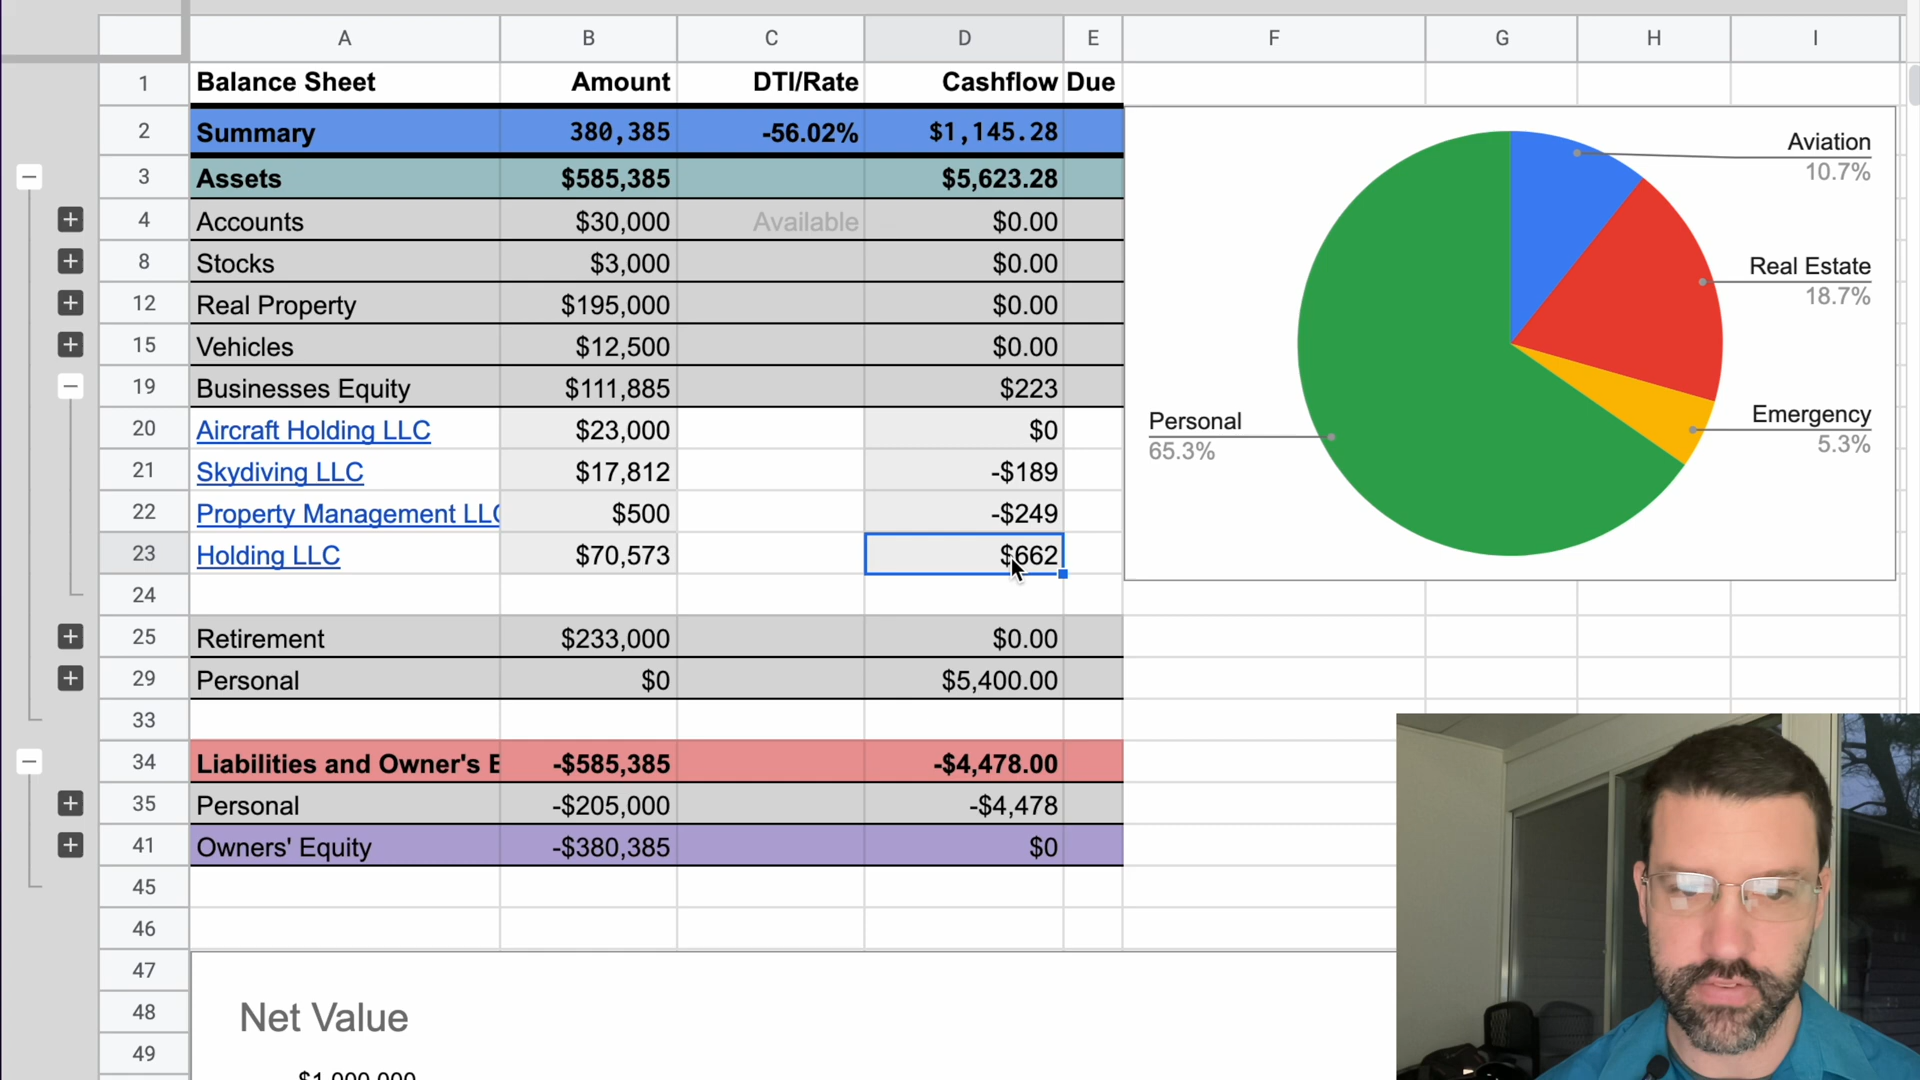 A B C D E F G H I
1 Balance Sheet Amount DTI/Rate Cashflow Due
2 Summary 380,385 -56.02% $1,145.28
3 Assets $585,385 $5,623.28
4 Accounts $30,000 Available $0.00
8 Stocks $3,000 $0.00
12 Real Property $195,000 $0.00
15 Vehicles $12,500 $0.00
19 Businesses Equity $111,885 $223
20 Aircraft Holding LLC $23,000 $0
21 Skydiving LLC $17,812 -$189
22 Property Management LLC $500 -$249
23 Holding LLC $70,573 $662
24
25 Retirement $233,000 $0.00
29 Personal $0 $5,400.00
33
34 Liabilities and Owner's E -$585,385 -$4,478.00
35 Personal -$205,000 -$4,478
41 Owners' Equity -$380,385 $0
45
46
47
48 Net Value
49
$1,000,000
Aviation
10.7%
Real Estate
18.7%
Emergency
5.3%
Personal
65.3%